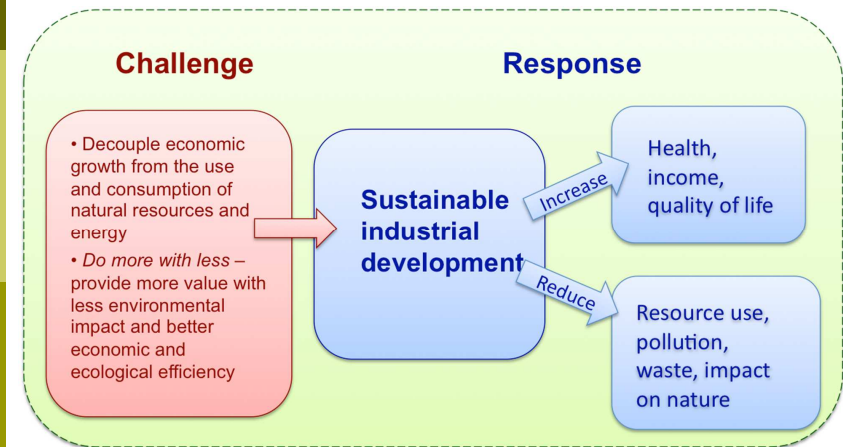 Challenge
Response
• Decouple economic
growth from the use
and consumption of
natural resources and
energy
• Do more with less –
provide more value with
less environmental
impact and better
economic and
ecological efficiency
Sustainable
industrial
development
Increase
Health,
income,
quality of life
Reduce
Resource use,
pollution,
waste, impact
on nature